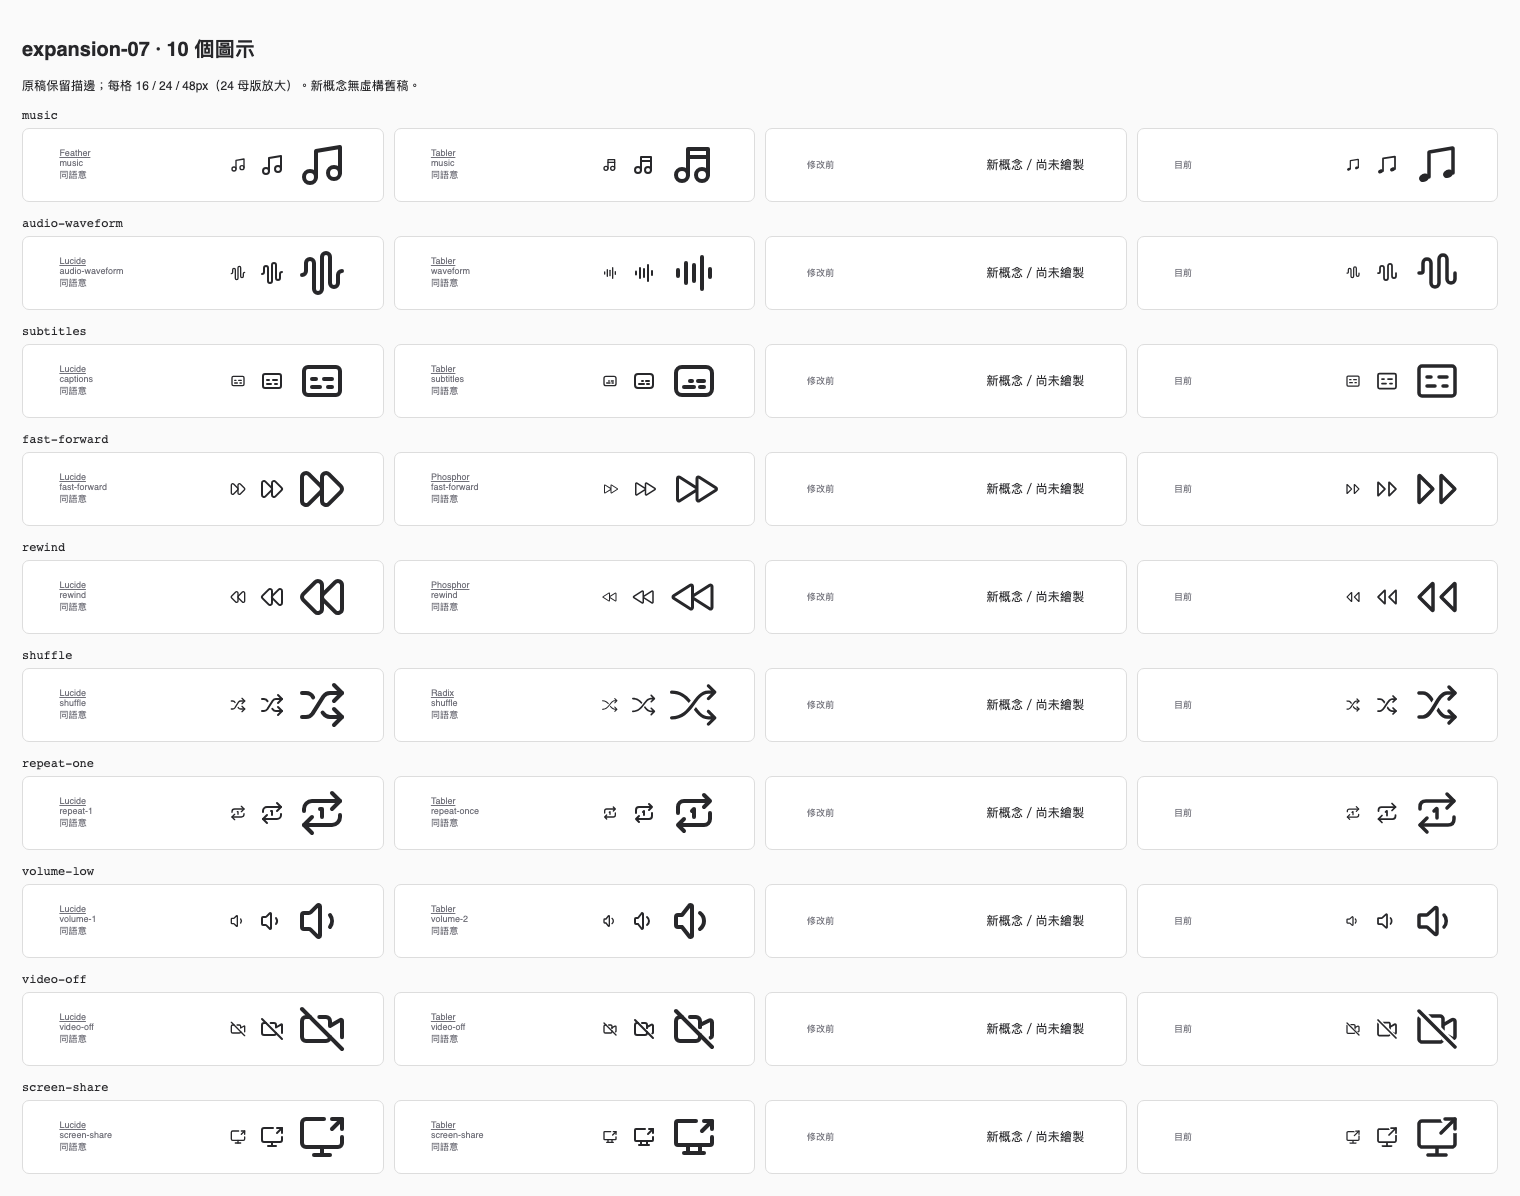 expansion-07 · 10 個圖示
原稿保留描邊；每格 16 / 24 / 48px（24 母版放大）。新概念無虛構舊稿。
music
Feather
music
同語意
Tabler
music
同語意
修改前
新概念 / 尚未繪製
目前
audio-waveform
Lucide
audio-waveform
同語意
Tabler
waveform
同語意
修改前
新概念 / 尚未繪製
目前
subtitles
Lucide
captions
同語意
Tabler
subtitles
同語意
修改前
新概念 / 尚未繪製
目前
fast-forward
Lucide
fast-forward
同語意
Phosphor
fast-forward
同語意
修改前
新概念 / 尚未繪製
目前
rewind
Lucide
rewind
同語意
Phosphor
rewind
同語意
修改前
新概念 / 尚未繪製
目前
shuffle
Lucide
shuffle
同語意
Radix
shuffle
同語意
修改前
新概念 / 尚未繪製
目前
repeat-one
Lucide
repeat-1
同語意
1
Tabler
repeat-once
同語意
1
修改前
新概念 / 尚未繪製
目前
1
volume-low
Lucide
volume-1
同語意
Tabler
volume-2
同語意
修改前
新概念 / 尚未繪製
目前
video-off
Lucide
video-off
同語意
Tabler
video-off
同語意
修改前
新概念 / 尚未繪製
目前
screen-share
Lucide
screen-share
同語意
Tabler
screen-share
同語意
修改前
新概念 / 尚未繪製
目前